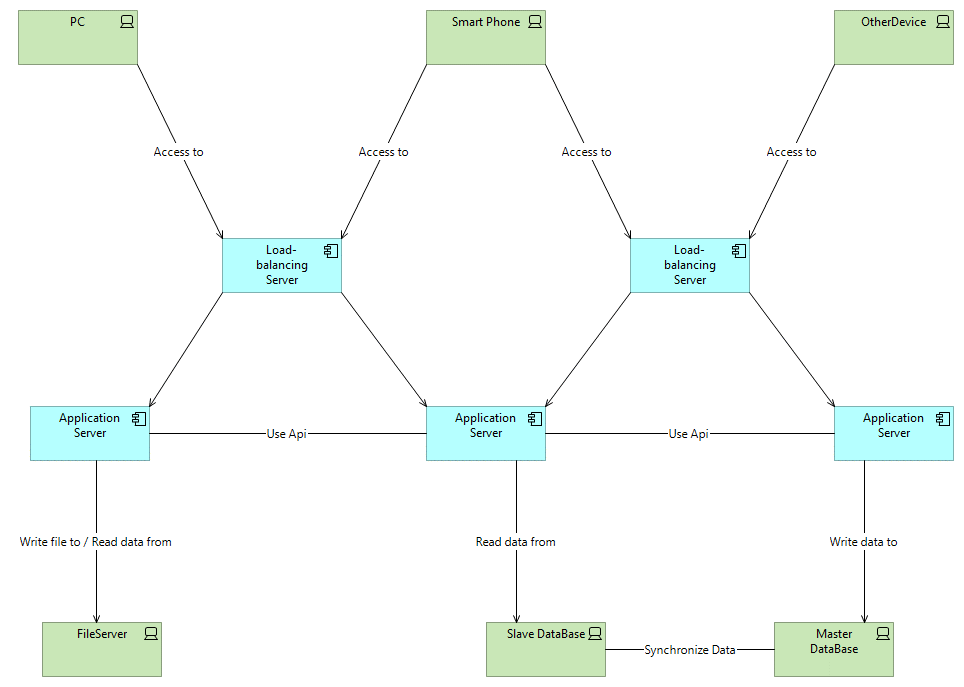 PC
Smart Phone
OtherDevice
Access to
Access to
Access to
Access to
Load-
balancing
Server
Load-
balancing
Server
Application
Server
Application
Server
Application
Server
Use Api
Use Api
Write file to / Read data from
Read data from
Write data to
FileServer
Slave DataBase
Master
DataBase
Synchronize Data